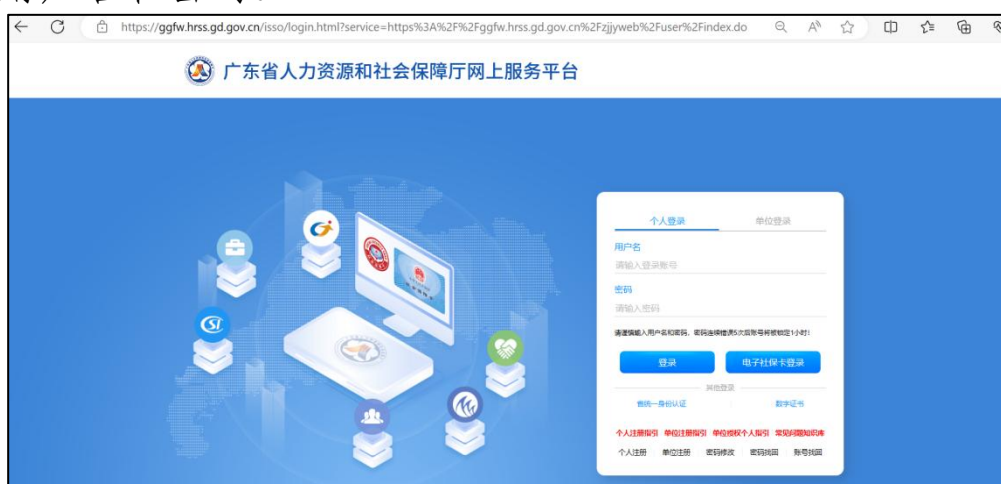 https://ggfw.hrss.gd.gov.cn/isso/login.html?service=https%3A%2F%2Fggfw.hrss.gd.gov.cn%2Fzjjyweb%2Fuser%2Findex.do
广东省人力资源和社会保障厅网上服务平台
个人登录 单位登录
用户名
请输入登录账号
密码
请输入密码
请谨慎输入用户名和密码，密码连续错误5次后账号将被锁定1小时！
登录 电子社保卡登录
其他登录
省统一身份认证 数字证书
个人注册指引 单位注册指引 单位授权个人指引 常见问题知识库
个人注册 单位注册 密码修改 密码找回 账号找回